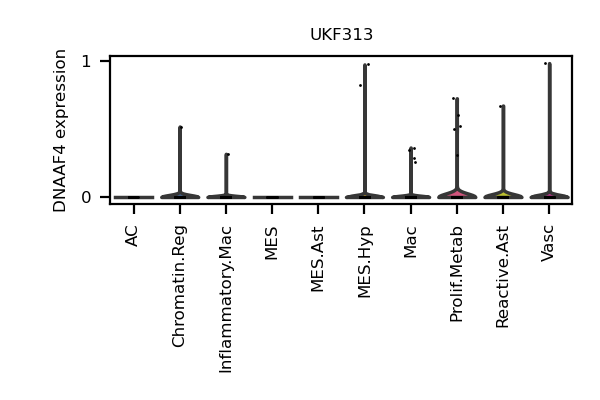 UKF313
DNAAF4 expression
1
0
AC
Chromatin.Reg
Inflammatory.Mac
MES
MES.Ast
MES.Hyp
Mac
Prolif.Metab
Reactive.Ast
Vasc